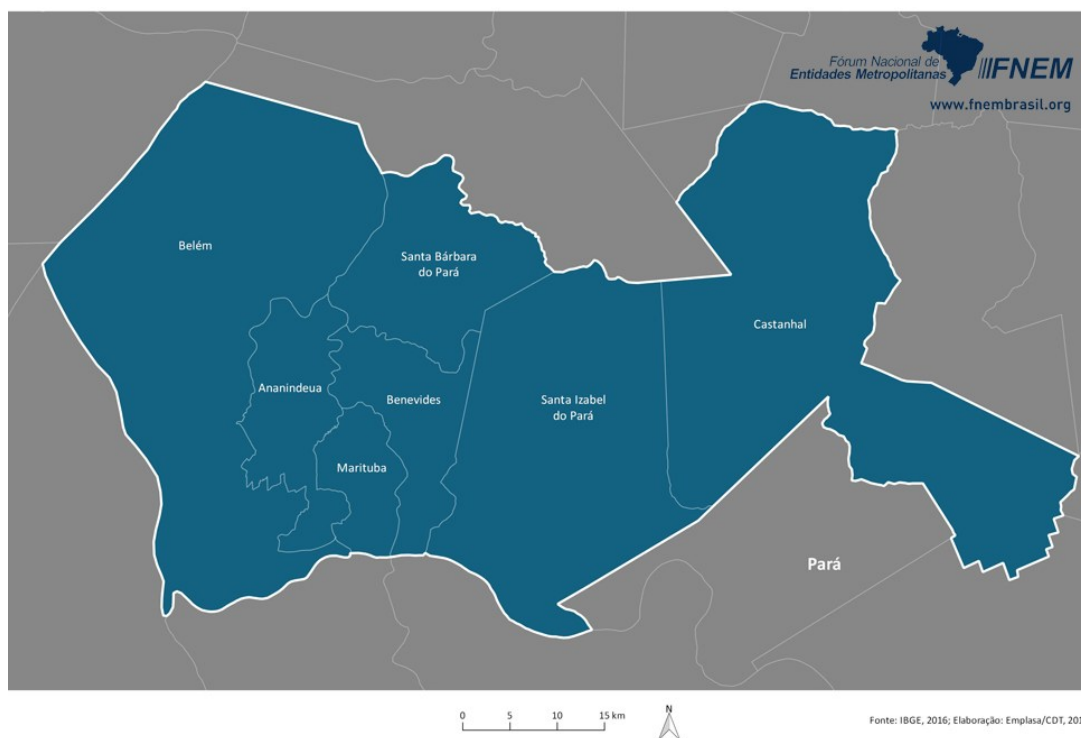 Fórum Nacional de
Entidades Metropolitanas
FNEM
www.fnembrasil.org
Belém
Santa Bárbara
do Pará
Castanhal
Ananindeua
Benevides
Santa Izabel
do Pará
Marituba
Pará
0 5 10 15 km
N
Fonte: IBGE, 2016; Elaboração: Emplasa/CDT, 201